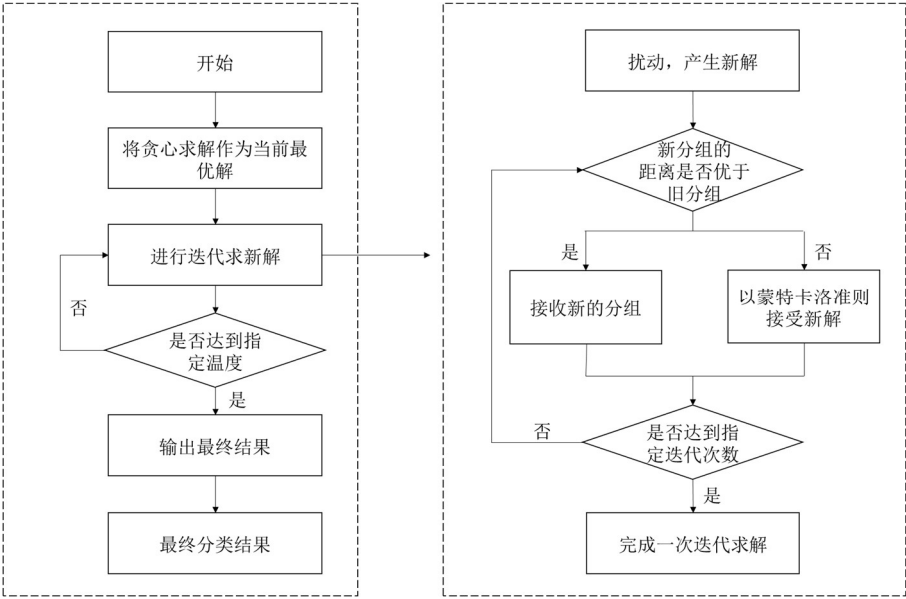 开始
将贪心求解作为当前最
优解
进行迭代求新解
否
是否达到指
定温度
是
输出最终结果
最终分类结果
扰动，产生新解
新分组的
距离是否优于
旧分组
是
否
接收新的分组
以蒙特卡洛准则
接受新解
否
是否达到指
定迭代次数
是
完成一次迭代求解